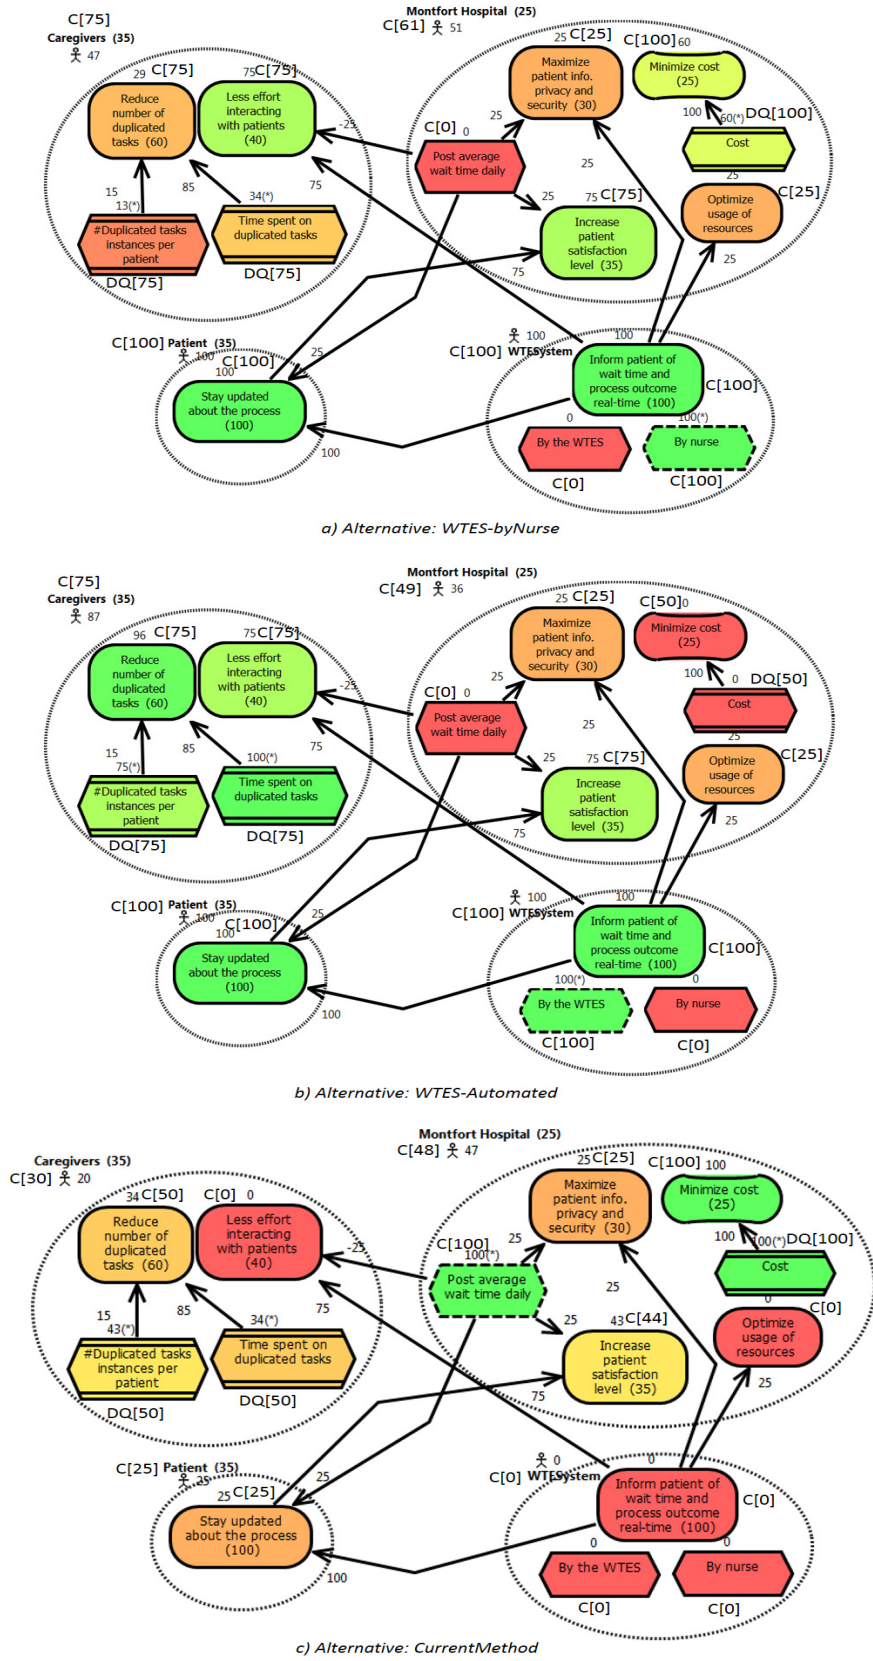 C[75]
Caregivers (35)
47
29 C[75]
Reduce
number of
duplicated
tasks (60)
75 C[75]
Less effort
interacting
with patients
(40)
-25
15
13(*)
85
34(*)
75
#Duplicated tasks
instances per
patient
DQ[75]
Time spent on
duplicated tasks
DQ[75]
Montfort Hospital (25)
C[61] 51
25 C[25]
Maximize
patient info.
privacy and
security (30)
C[100] 60
Minimize cost
(25)
100
60(*) DQ[100]
Cost
C[0] 0
Post average
wait time daily
25
25
25
75 C[75]
Increase
patient
satisfaction
level (35)
75
25
Optimize
usage of
resources
C[25]
25
C[100] Patient (35)
100
C[100]
100
Stay updated
about the process
(100)
25
100
C[100] WTESystem
100
100
Inform patient of
wait time and
process outcome
real-time (100)
C[100]
0
By the WTES
C[0]
100(*)
By nurse
C[100]
a) Alternative: WTES-byNurse
C[75]
Caregivers (35)
87
96 C[75]
Reduce
number of
duplicated
tasks (60)
75 C[75]
Less effort
interacting
with patients
(40)
-25
15
75(*)
85
100(*)
75
#Duplicated tasks
instances per
patient
DQ[75]
Time spent on
duplicated tasks
DQ[75]
Montfort Hospital (25)
C[49] 36
25 C[25]
Maximize
patient info.
privacy and
security (30)
C[50] 0
Minimize cost
(25)
100
0 DQ[50]
Cost
C[0] 0
Post average
wait time daily
25
25
25
75 C[75]
Increase
patient
satisfaction
level (35)
75
25
Optimize
usage of
resources
C[25]
25
C[100] Patient (35)
100
C[100]
100
Stay updated
about the process
(100)
25
100
C[100] WTESystem
100
100
Inform patient of
wait time and
process outcome
real-time (100)
C[100]
100(*)
By the WTES
C[100]
0
By nurse
C[0]
b) Alternative: WTES-Automated
Caregivers (35)
C[30] 20
34 C[50]
Reduce
number of
duplicated
tasks (60)
C[0] 0
Less effort
interacting
with patients
(40)
-25
15
43(*)
85
34(*)
75
#Duplicated tasks
instances per
patient
DQ[50]
Time spent on
duplicated tasks
DQ[50]
Montfort Hospital (25)
C[48] 47
25 C[25]
Maximize
patient info.
privacy and
security (30)
C[100] 100
Minimize cost
(25)
100
100(*) DQ[100]
Cost
C[100]
100(*)
Post average
wait time daily
25
25
25
43 C[44]
Increase
patient
satisfaction
level (35)
75
0 C[0]
Optimize
usage of
resources
25
C[25] Patient (35)
25
25 C[25]
Stay updated
about the process
(100)
25
100
C[0] WTESystem
0
0
Inform patient of
wait time and
process outcome
real-time (100)
C[0]
0
By the WTES
C[0]
0
By nurse
C[0]
c) Alternative: CurrentMethod